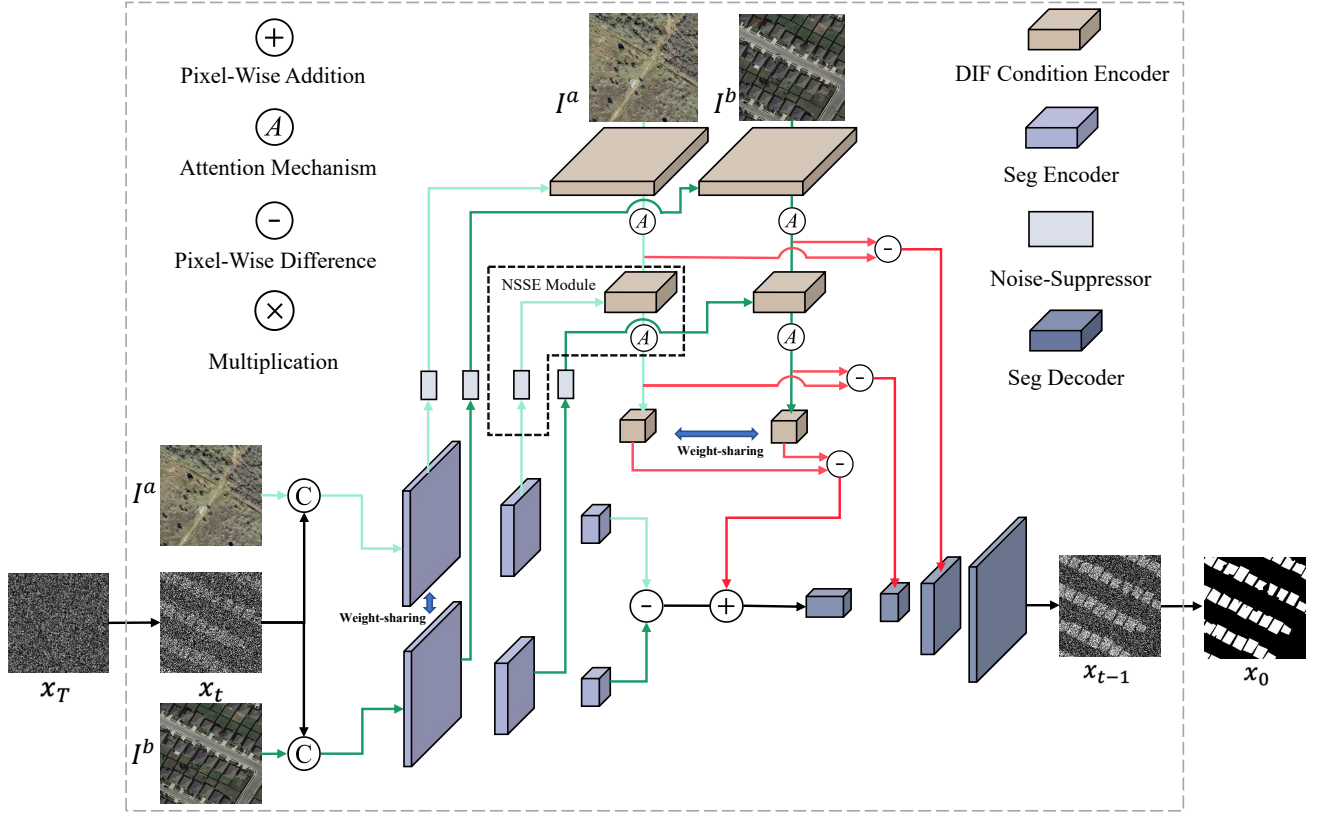 +
Pixel-Wise Addition
A
Attention Mechanism
-
Pixel-Wise Difference
×
Multiplication
I^a
I^b
DIF Condition Encoder
Seg Encoder
Noise-Suppressor
Seg Decoder
A
A
-
NSSE Module
A
A
-
Weight-sharing
-
I^a
C
Weight-sharing
-
+
x_T
x_t
x_{t-1}
x_0
I^b
C